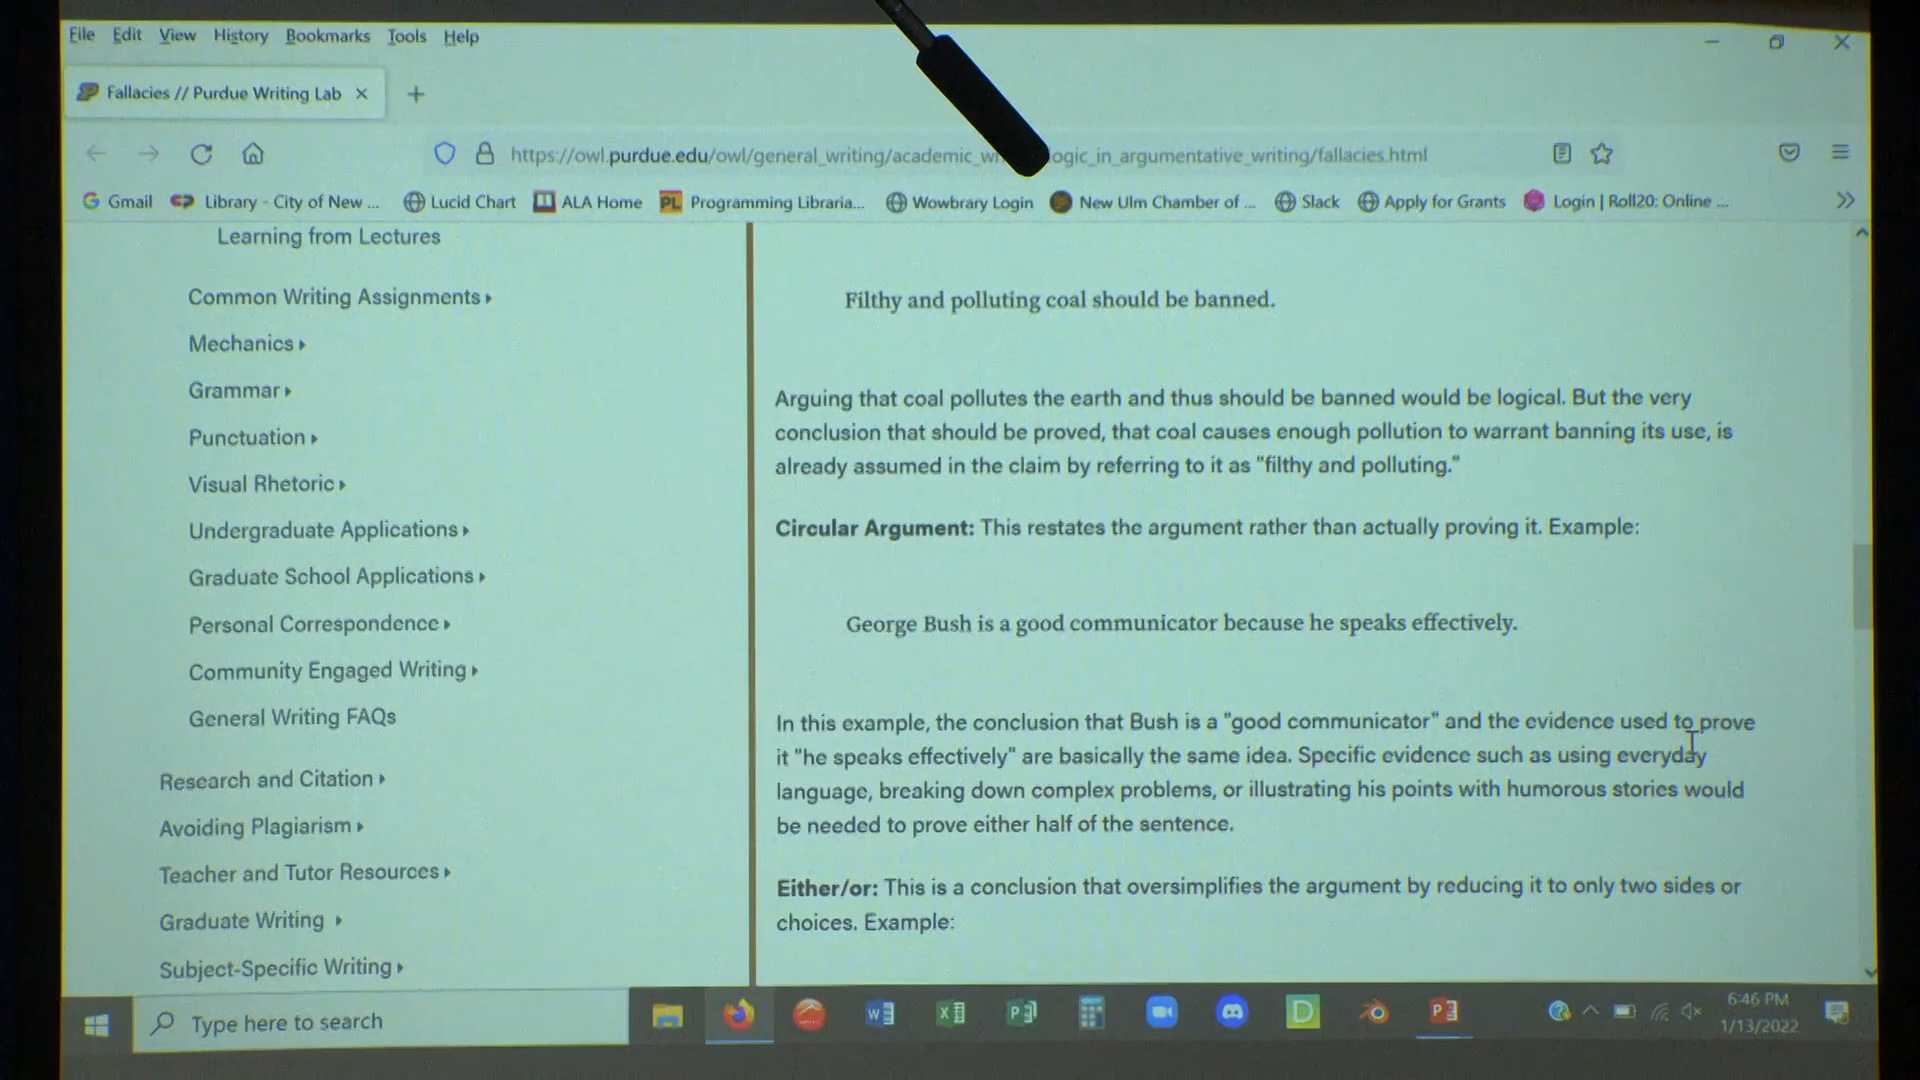 File Edit View History Bookmarks Tools Help
Fallacies // Purdue Writing Lab
https://owl.purdue.edu/owl/general_writing/academic_wr ogic_in_argumentative_writing/fallacies.html
Gmail Library - City of New ... Lucid Chart ALA Home PL Programming Libraria... Wowbrary Login New Ulm Chamber of ... Slack Apply for Grants Login | Roll20: Online ...
Learning from Lectures
Common Writing Assignments
Mechanics
Grammar
Punctuation
Visual Rhetoric
Undergraduate Applications
Graduate School Applications
Personal Correspondence
Community Engaged Writing
General Writing FAQs
Research and Citation
Avoiding Plagiarism
Teacher and Tutor Resources
Graduate Writing
Subject-Specific Writing
Filthy and polluting coal should be banned.
Arguing that coal pollutes the earth and thus should be banned would be logical. But the very
conclusion that should be proved, that coal causes enough pollution to warrant banning its use, is
already assumed in the claim by referring to it as "filthy and polluting."
Circular Argument: This restates the argument rather than actually proving it. Example:
George Bush is a good communicator because he speaks effectively.
In this example, the conclusion that Bush is a "good communicator" and the evidence used to prove
it "he speaks effectively" are basically the same idea. Specific evidence such as using everyday
language, breaking down complex problems, or illustrating his points with humorous stories would
be needed to prove either half of the sentence.
Either/or: This is a conclusion that oversimplifies the argument by reducing it to only two sides or
choices. Example:
Type here to search
6:46 PM
1/13/2022